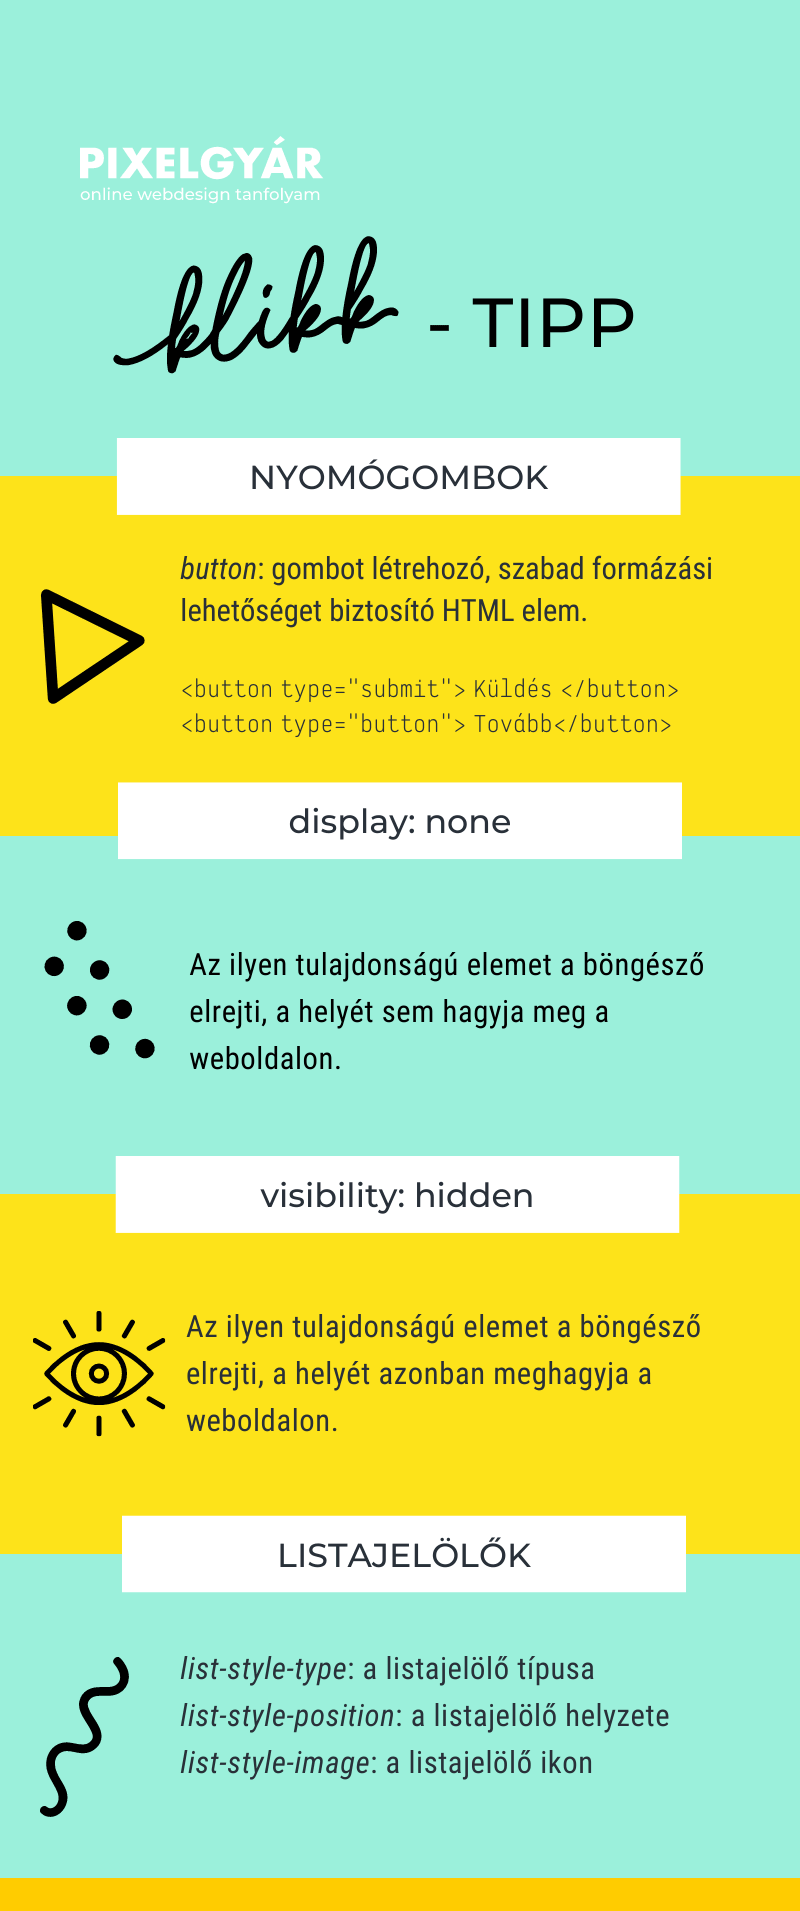 PIXELGYÁR
online webdesign tanfolyam
klikk - TIPP
NYOMÓGOMBOK
button: gombot létrehozó, szabad formázási
lehetőséget biztosító HTML elem.
<button type="submit"> Küldés </button>
<button type="button"> Tovább</button>
display: none
Az ilyen tulajdonságú elemet a böngésző
elrejti, a helyét sem hagyja meg a
weboldalon.
visibility: hidden
Az ilyen tulajdonságú elemet a böngésző
elrejti, a helyét azonban meghagyja a
weboldalon.
LISTAJELÖLŐK
list-style-type: a listajelölő típusa
list-style-position: a listajelölő helyzete
list-style-image: a listajelölő ikon